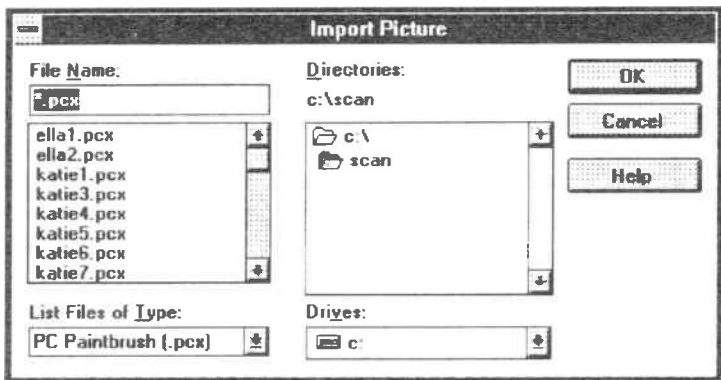 Import Picture
File Name:
*.pcx
ella1.pcx
ella2.pcx
katie1.pcx
katie3.pcx
katie4.pcx
katie5.pcx
katie6.pcx
katie7.pcx
List Files of Type:
PC Paintbrush (.pcx)
Directories:
c:\scan
c:\
scan
Drives:
c:
OK
Cancel
Help